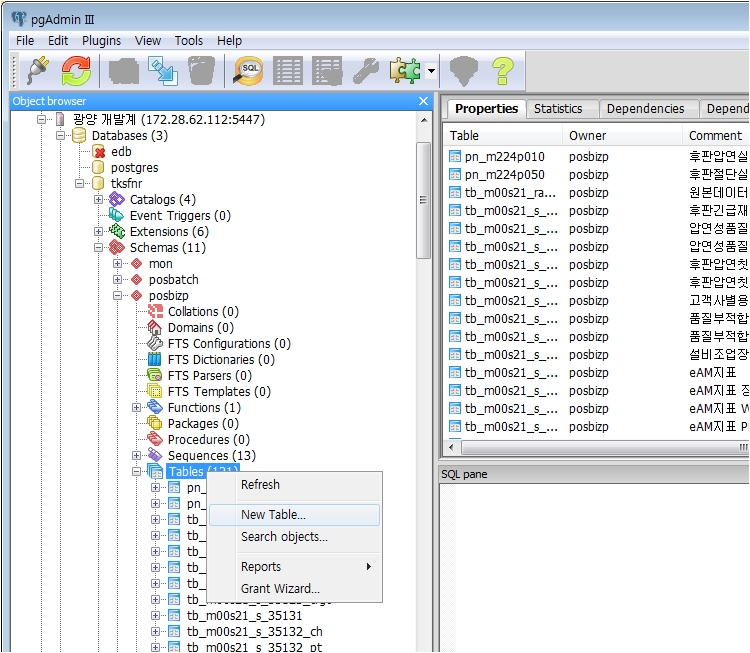 pgAdmin III
File Edit Plugins View Tools Help
SQL
Object browser
광양 개발계 (172.28.62.112:5447)
Databases (3)
edb
postgres
tksfnr
Catalogs (4)
Event Triggers (0)
Extensions (6)
Schemas (11)
mon
posbatch
posbizp
Collations (0)
Domains (0)
FTS Configurations (0)
FTS Dictionaries (0)
FTS Parsers (0)
FTS Templates (0)
Functions (1)
Packages (0)
Procedures (0)
Sequences (13)
Tables (121)
pn_
pn_
tb_
tb_
tb_
tb_
tb_
tb_m00s21_s_35131
tb_m00s21_s_35132_ch
tb_m00s21_s_35132_pt
Refresh
New Table...
Search objects...
Reports
Grant Wizard...
Properties Statistics Dependencies Depend
Table Owner Comment
pn_m224p010 posbizp 후판압연실
pn_m224p050 posbizp 후판절단실
tb_m00s21_ra... posbizp 원본데이터
tb_m00s21_s_... posbizp 후판긴급재
tb_m00s21_s_... posbizp 압연성품질
tb_m00s21_s_... posbizp 압연성품질
tb_m00s21_s_... posbizp 후판압연칫
tb_m00s21_s_... posbizp 후판압연칫
tb_m00s21_s_... posbizp 고객사별용
tb_m00s21_s_... posbizp 품질부적합
tb_m00s21_s_... posbizp 품질부적합
tb_m00s21_s_... posbizp 설비조업장
tb_m00s21_s_... posbizp eAM지표
tb_m00s21_s_... posbizp eAM지표 장
tb_m00s21_s_... posbizp eAM지표 W
tb_m00s21_s_... posbizp eAM지표 P
SQL pane